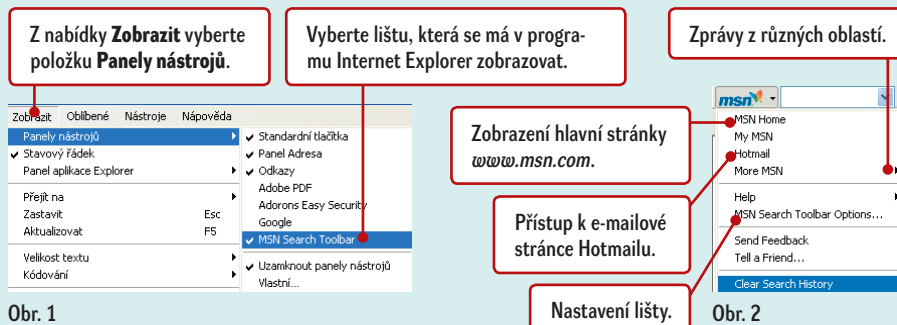 Z nabídky Zobrazit vyberte
položku Panely nástrojů.
Vyberte lištu, která se má v progra-
mu Internet Explorer zobrazovat.
Zobrazit Oblíbené Nástroje Nápověda
Panely nástrojů
Stavový řádek
Panel aplikace Explorer
Přejít na
Zastavit Esc
Aktualizovat F5
Velikost textu
Kódování
Standardní tlačítka
Panel Adresa
Odkazy
Adobe PDF
Adorons Easy Security
Google
MSN Search Toolbar
Uzamknout panely nástrojů
Vlastní...
Obr. 1
Zprávy z různých oblastí.
Zobrazení hlavní stránky
www.msn.com.
Přístup k e-mailové
stránce Hotmailu.
Nastavení lišty.
msn
MSN Home
My MSN
Hotmail
More MSN
Help
MSN Search Toolbar Options...
Send Feedback
Tell a Friend...
Clear Search History
Obr. 2